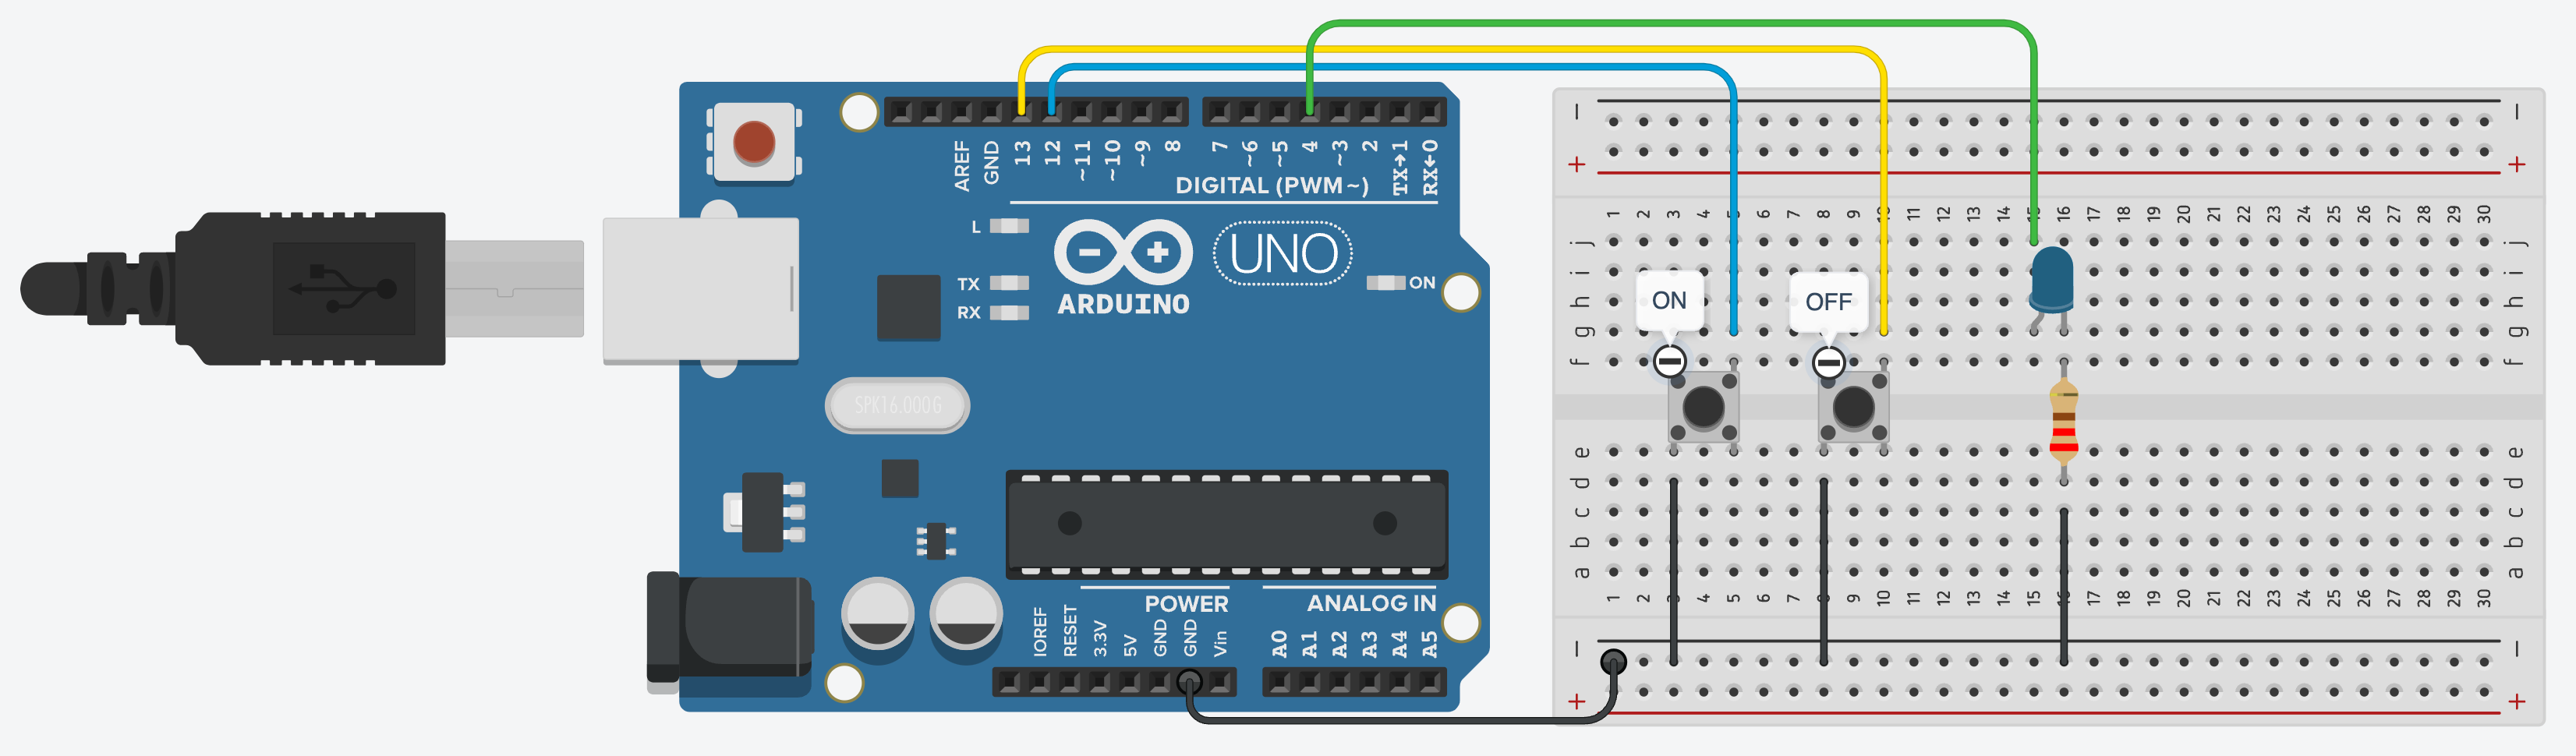 AREF
GND
13
12
~11
~10
~9
8
7
~6
~5
4
~3
2
TX→1
RX←0
DIGITAL (PWM~)
L
TX
RX
UNO
ARDUINO
ON
SPK16.000G
POWER
ANALOG IN
IOREF
RESET
3.3V
5V
GND
GND
Vin
A0
A1
A2
A3
A4
A5
− −
+ +
1 2 3 4 5 6 7 8 9 10 11 12 13 14 15 16 17 18 19 20 21 22 23 24 25 26 27 28 29 30
j j
i i
ON OFF
h h
g g
f f
e e
d d
c c
b b
a a
1 2 3 4 5 6 7 8 9 10 11 12 13 14 15 16 17 18 19 20 21 22 23 24 25 26 27 28 29 30
− −
+ +